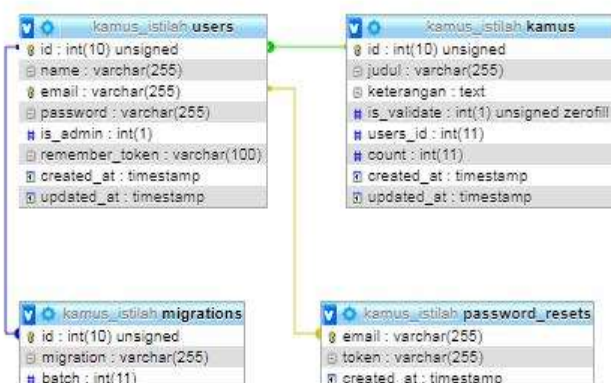 kamus_istilah users
id : int(10) unsigned
name : varchar(255)
email : varchar(255)
password : varchar(255)
is_admin : int(1)
remember_token : varchar(100)
created_at : timestamp
updated_at : timestamp
kamus_istilah kamus
id : int(10) unsigned
judul : varchar(255)
keterangan : text
is_validate : int(1) unsigned zerofill
users_id : int(11)
count : int(11)
created_at : timestamp
updated_at : timestamp
kamus_istilah migrations
id : int(10) unsigned
migration : varchar(255)
batch : int(11)
kamus_istilah password_resets
email : varchar(255)
token : varchar(255)
created_at : timestamp